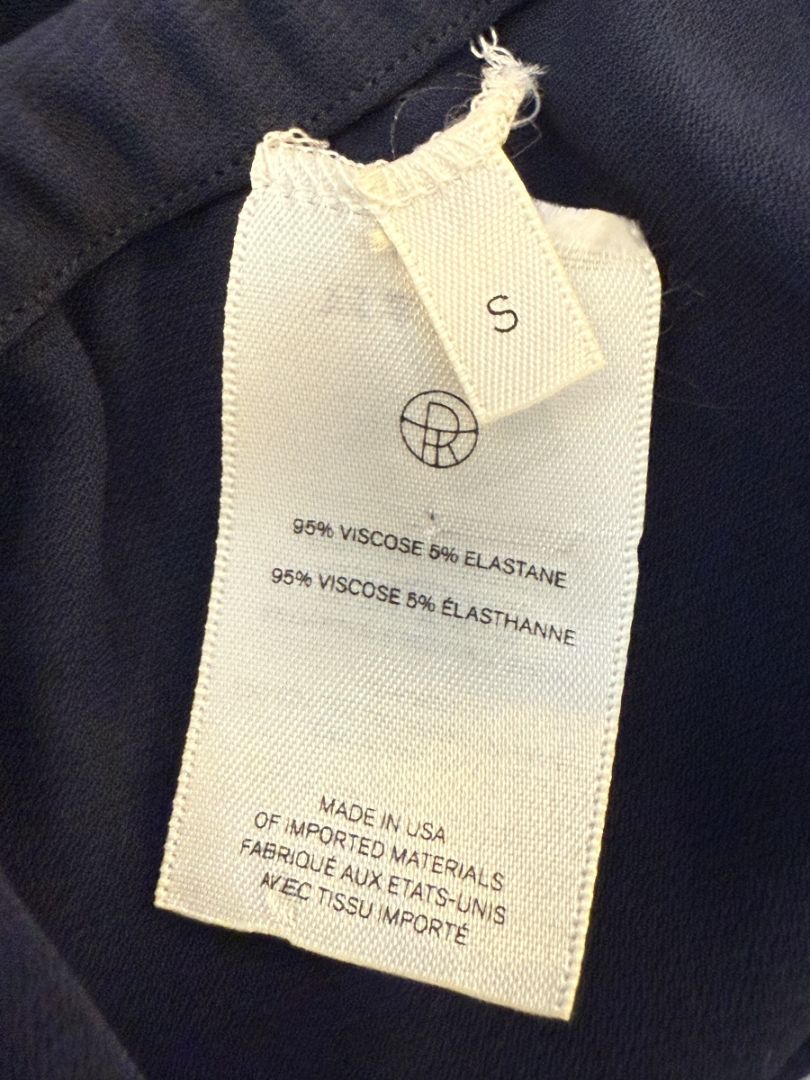 S
PR
95% VISCOSE 5% ELASTANE
95% VISCOSE 5% ÉLASTHANNE
MADE IN USA
OF IMPORTED MATERIALS
FABRIQUÉ AUX ETATS-UNIS
AVEC TISSU IMPORTÉ